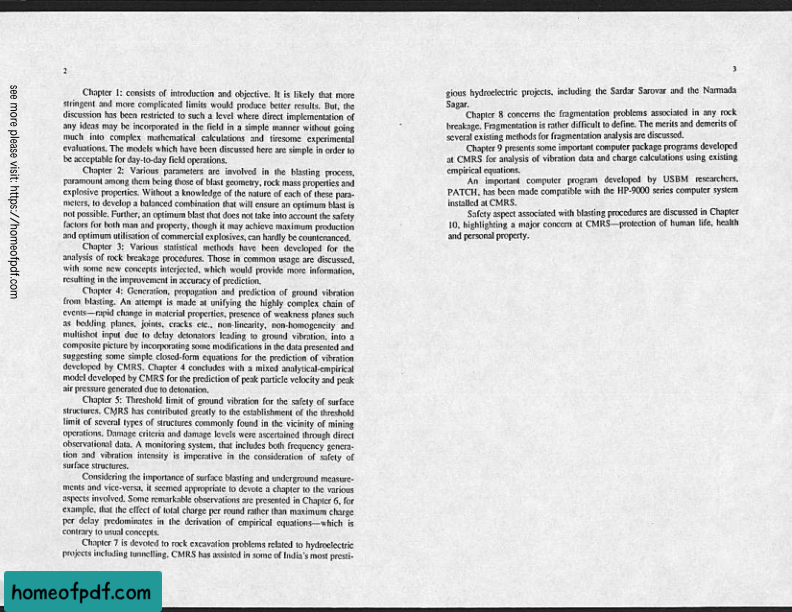 see more please visit: https://homeofpdf.com
2
Chapter 1: consists of introduction and objective. It is likely that more
stringent and more complicated limits would produce better results. But, the
discussion has been restricted to such a level where direct implementation of
any ideas may be incorporated in the field in a simple manner without going
much into complex mathematical calculations and tiresome experimental
evaluations. The models which have been discussed here are simple in order to
be acceptable for day-to-day field operations.
Chapter 2: Various parameters are involved in the blasting process,
paramount among them being those of blast geometry, rock mass properties and
explosive properties. Without a knowledge of the nature of each of these para-
meters, to develop a balanced combination that will ensure an optimum blast is
not possible. Further, an optimum blast that does not take into account the safety
factors for both man and property, though it may achieve maximum production
and optimum utilisation of commercial explosives, can hardly be countenanced.
Chapter 3: Various statistical methods have been developed for the
analysis of rock breakage procedures. Those in common usage are discussed,
with some new concepts interjected, which would provide more information,
resulting in the improvement in accuracy of prediction.
Chapter 4: Generation, propagation and prediction of ground vibration
from blasting. An attempt is made at unifying the highly complex chain of
events—rapid change in material properties, presence of weakness planes such
as bedding planes, joints, cracks etc., non-linearity, non-homogeneity and
multishot input due to delay detonators leading to ground vibration, into a
composite picture by incorporating some modifications in the data presented and
suggesting some simple closed-form equations for the prediction of vibration
developed by CMRS. Chapter 4 concludes with a mixed analytical-empirical
model developed by CMRS for the prediction of peak particle velocity and peak
air pressure generated due to detonation.
Chapter 5: Threshold limit of ground vibration for the safety of surface
structures. CMRS has contributed greatly to the establishment of the threshold
limit of several types of structures commonly found in the vicinity of mining
operations. Damage criteria and damage levels were ascertained through direct
observational data. A monitoring system, that includes both frequency genera-
tion and vibration intensity is imperative in the consideration of safety of
surface structures.
Considering the importance of surface blasting and underground measure-
ments and vice-versa, it seemed appropriate to devote a chapter to the various
aspects involved. Some remarkable observations are presented in Chapter 6, for
example, that the effect of total charge per round rather than maximum charge
per delay predominates in the derivation of empirical equations—which is
contrary to usual concepts.
Chapter 7 is devoted to rock excavation problems related to hydroelectric
projects including tunnelling. CMRS has assisted in some of India's most presti-
3
gious hydroelectric projects, including the Sardar Sarovar and the Narmada
Sagar.
Chapter 8 concerns the fragmentation problems associated in any rock
breakage. Fragmentation is rather difficult to define. The merits and demerits of
several existing methods for fragmentation analysis are discussed.
Chapter 9 presents some important computer package programs developed
at CMRS for analysis of vibration data and charge calculations using existing
empirical equations.
An important computer program developed by USBM researchers,
PATCH, has been made compatible with the HP-9000 series computer system
installed at CMRS.
Safety aspect associated with blasting procedures are discussed in Chapter
10, highlighting a major concern at CMRS—protection of human life, health
and personal property.
homeofpdf.com